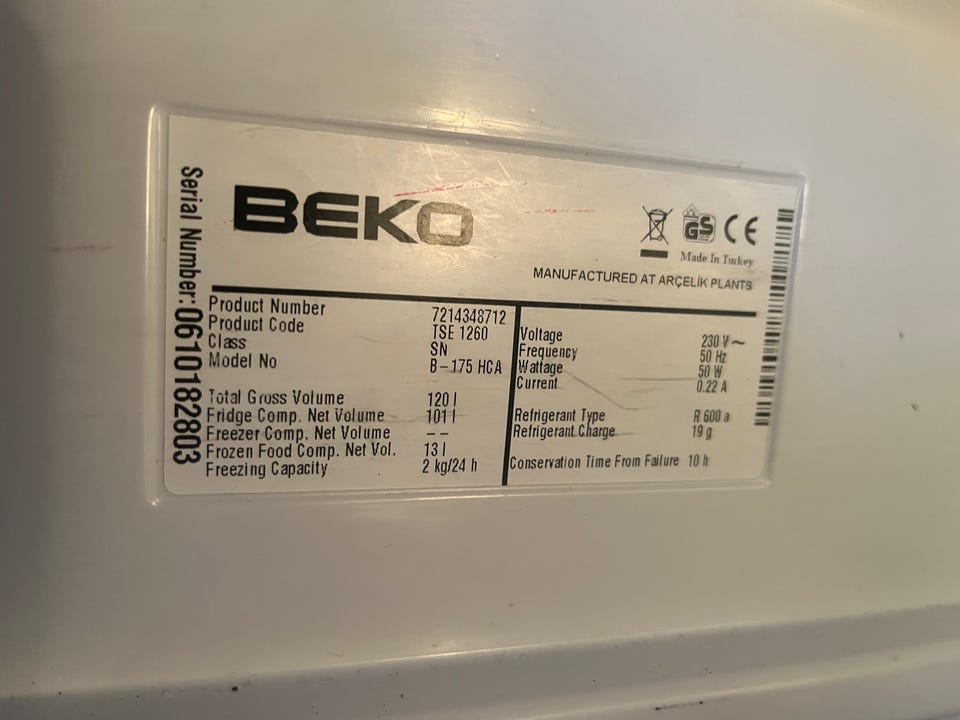 BEKO
GS CE
Made In Turkey
MANUFACTURED AT ARÇELİK PLANTS
Serial Number: 0610182803
Product Number 7214348712
Product Code TSE 1260
Class SN
Model No B-175 HCA
Total Gross Volume 120 l
Fridge Comp. Net Volume 101 l
Freezer Comp. Net Volume --
Frozen Food Comp. Net Vol. 13 l
Freezing Capacity 2 kg/24 h
Voltage 230 V ~
Frequency 50 Hz
Wattage 50 W
Current 0.22 A
Refrigerant Type R 600 a
Refrigerant Charge 19 g
Conservation Time From Failure 10 h